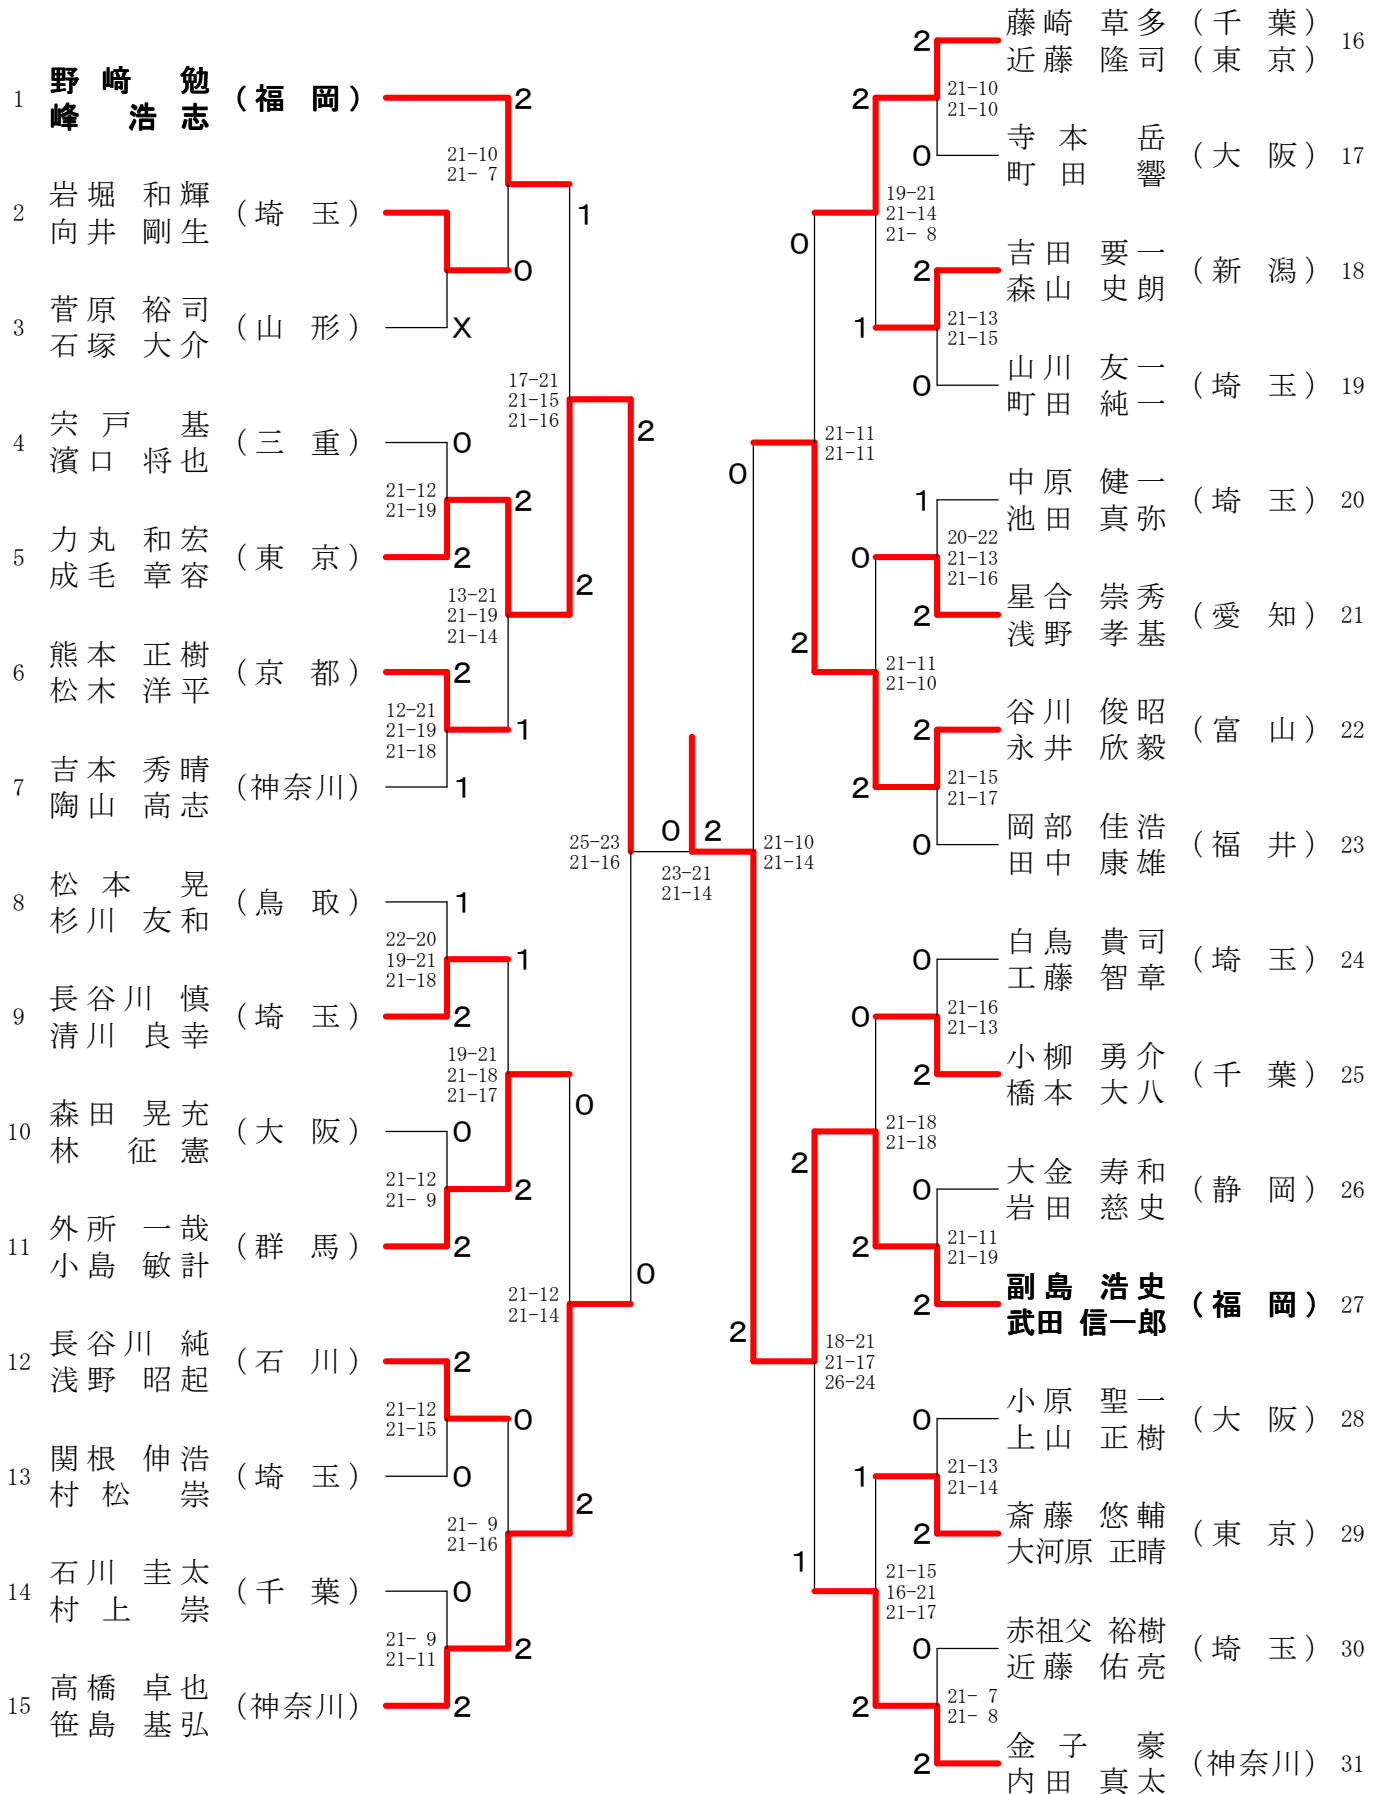 1 野﨑 勉 (福岡) 2
峰 浩志
21-10
21- 7
2 岩堀 和輝 (埼玉)
向井 剛生
0
1
3 菅原 裕司 (山形) X
石塚 大介
17-21
21-15
21-16
2
4 宍戸 基 (三重) 0
濱口 将也
21-12
21-19
2
5 力丸 和宏 (東京) 2
成毛 章容
2
13-21
21-19
21-14
6 熊本 正樹 (京都) 2
松木 洋平
12-21
21-19
21-18
1
7 吉本 秀晴 (神奈川) 1
陶山 高志
25-23
21-16
8 松本 晃 (鳥取) 1
杉川 友和
22-20
19-21
21-18
1
9 長谷川 慎 (埼玉) 2
清川 良幸
19-21
21-18
21-17
0
10 森田 晃充 (大阪) 0
林 征憲
21-12
21- 9
2
11 外所 一哉 (群馬) 2
小島 敏計
0
21-12
21-14
12 長谷川 純 (石川) 2
浅野 昭起
21-12
21-15
0
13 関根 伸浩 (埼玉) 0
村松 崇
2
21- 9
21-16
14 石川 圭太 (千葉) 0
村上 崇
21- 9
21-11
2
15 高橋 卓也 (神奈川) 2
笹島 基弘
0 2
23-21
21-14
2 藤崎 草多 (千葉) 16
近藤 隆司 (東京)
2
21-10
21-10
0 寺本 岳 (大阪) 17
町田 響
19-21
21-14
21- 8
0
2 吉田 要一 (新潟) 18
森山 史朗
1
21-13
21-15
0 山川 友一 (埼玉) 19
町田 純一
21-11
21-11
0
1 中原 健一 (埼玉) 20
池田 真弥
20-22
21-13
21-16
0
2 星合 崇秀 (愛知) 21
浅野 孝基
2
21-11
21-10
2 谷川 俊昭 (富山) 22
永井 欣毅
2
21-15
21-17
0 岡部 佳浩 (福井) 23
田中 康雄
21-10
21-14
0 白鳥 貴司 (埼玉) 24
工藤 智章
0
21-16
21-13
2 小柳 勇介 (千葉) 25
橋本 大八
21-18
21-18
2
0 大金 寿和 (静岡) 26
岩田 慈史
2
21-11
21-19
2 副島 浩史 (福岡) 27
武田 信一郎
2
18-21
21-17
26-24
0 小原 聖一 (大阪) 28
上山 正樹
1
21-13
21-14
2 斎藤 悠輔 (東京) 29
大河原 正晴
1
21-15
16-21
21-17
0 赤祖父 裕樹 (埼玉) 30
近藤 佑亮
2
21- 7
21- 8
2 金子 豪 (神奈川) 31
内田 真太